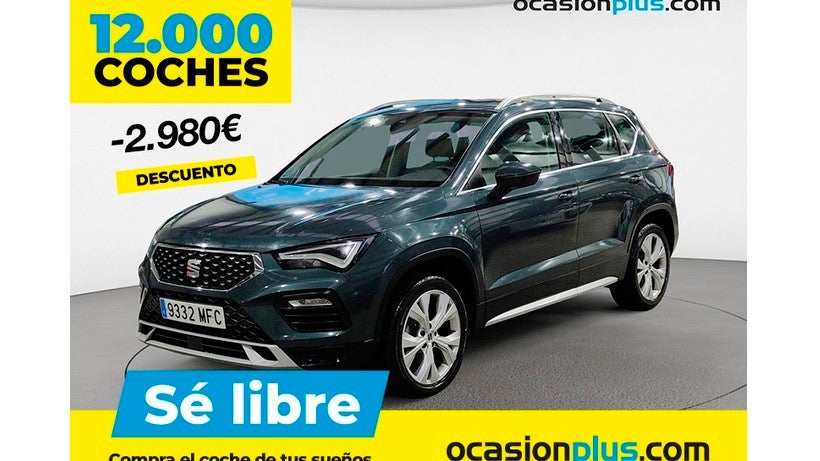 ocasionplus.com
12.000
COCHES
-2.980€
DESCUENTO
9332 MFC
Sé libre
Compra el coche de tus sueños
ocasionplus.com